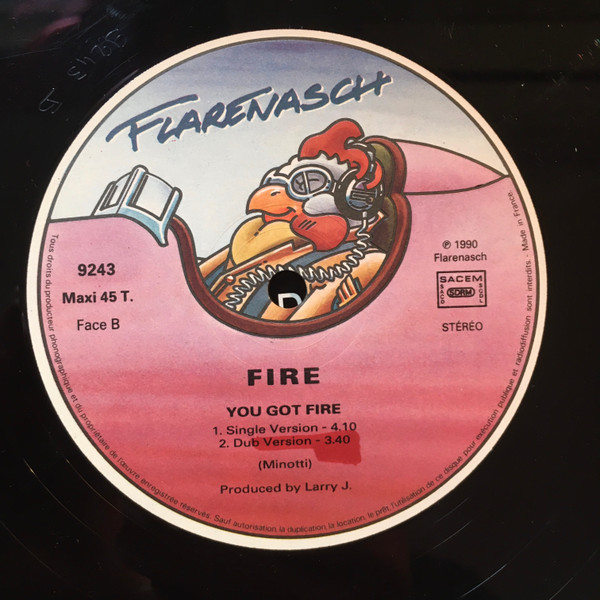 FLARENASCH
9243
Maxi 45 T.
Face B
℗ 1990
Flarenasch
SACEM
SACD
SDRM
SCDL
STÉRÉO
FIRE
YOU GOT FIRE
1. Single Version - 4.10
2. Dub Version - 3.40
(Minotti)
Produced by Larry J.
Tous droits du producteur phonographique et du propriétaire de l'œuvre enregistrée réservés. Sauf autorisation, la duplication, la location, le prêt, l'utilisation de ce disque pour exécution publique et radiodiffusion sont interdits - Made in France.